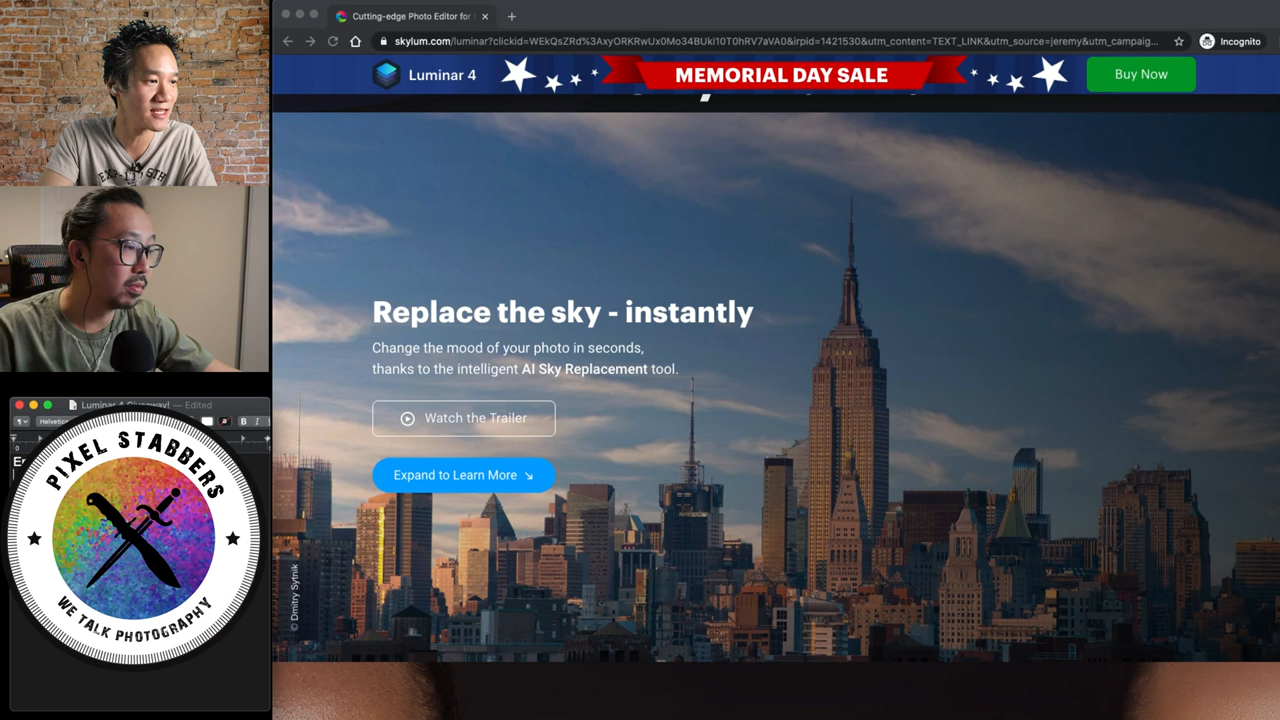 Cutting-edge Photo Editor for
skylum.com/luminar?clickid=WEkQsZRd%3AxyORKRwUx0Mo34BUki10T0hRV7aVA0&irpid=1421530&utm_content=TEXT_LINK&utm_source=jeremy&utm_campaig...
Incognito
Luminar 4
MEMORIAL DAY SALE
Buy Now
Replace the sky - instantly
Change the mood of your photo in seconds,
thanks to the intelligent AI Sky Replacement tool.
Watch the Trailer
Expand to Learn More
© Dmitry Sytnik
Luminar 4 Giveaway! — Edited
Helvetica
B I
0
PIXEL STABBERS
WE TALK PHOTOGRAPHY